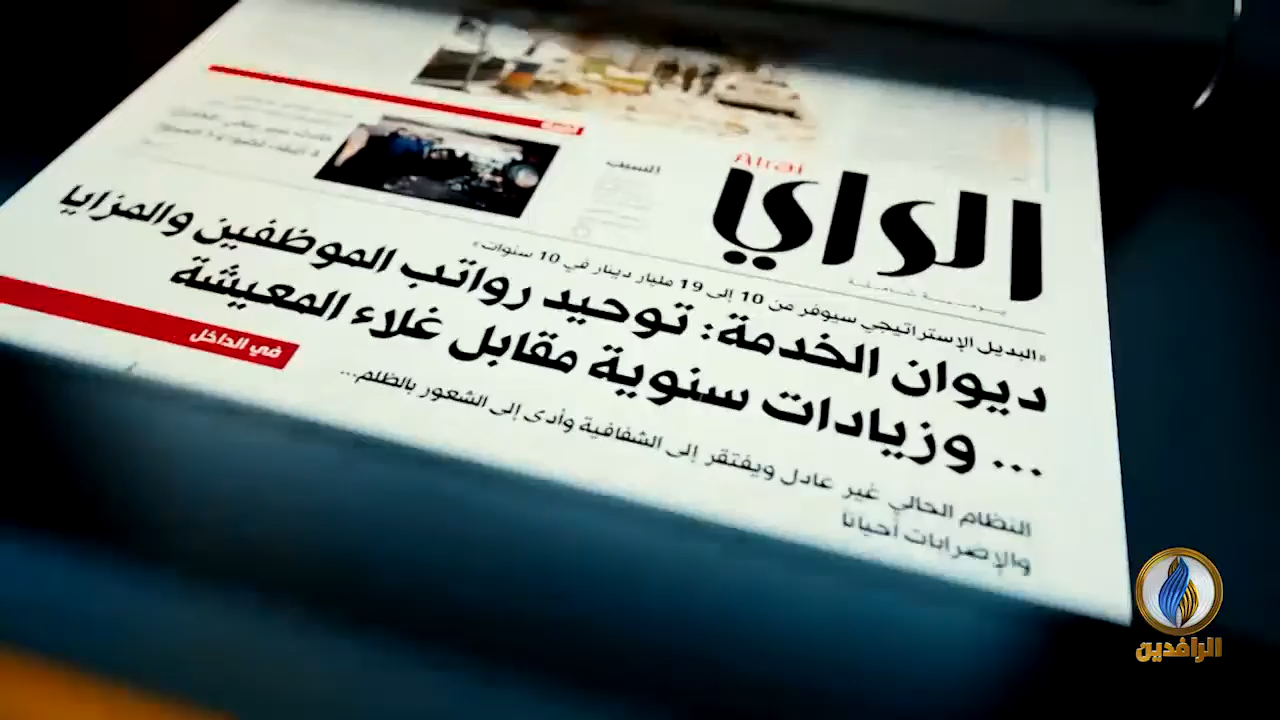 Alrai
الراي
السبت
«البديل الإستراتيجي سيوفر من 10 إلى 19 مليار دينار في 10 سنوات»
ديوان الخدمة: توحيد رواتب الموظفين والمزايا
... وزيادات سنوية مقابل غلاء المعيشة
النظام الحالي غير عادل ويفتقر إلى الشفافية وأدى إلى الشعور بالظلم...
والإضرابات أحياناً
في الداخل
الرافدين